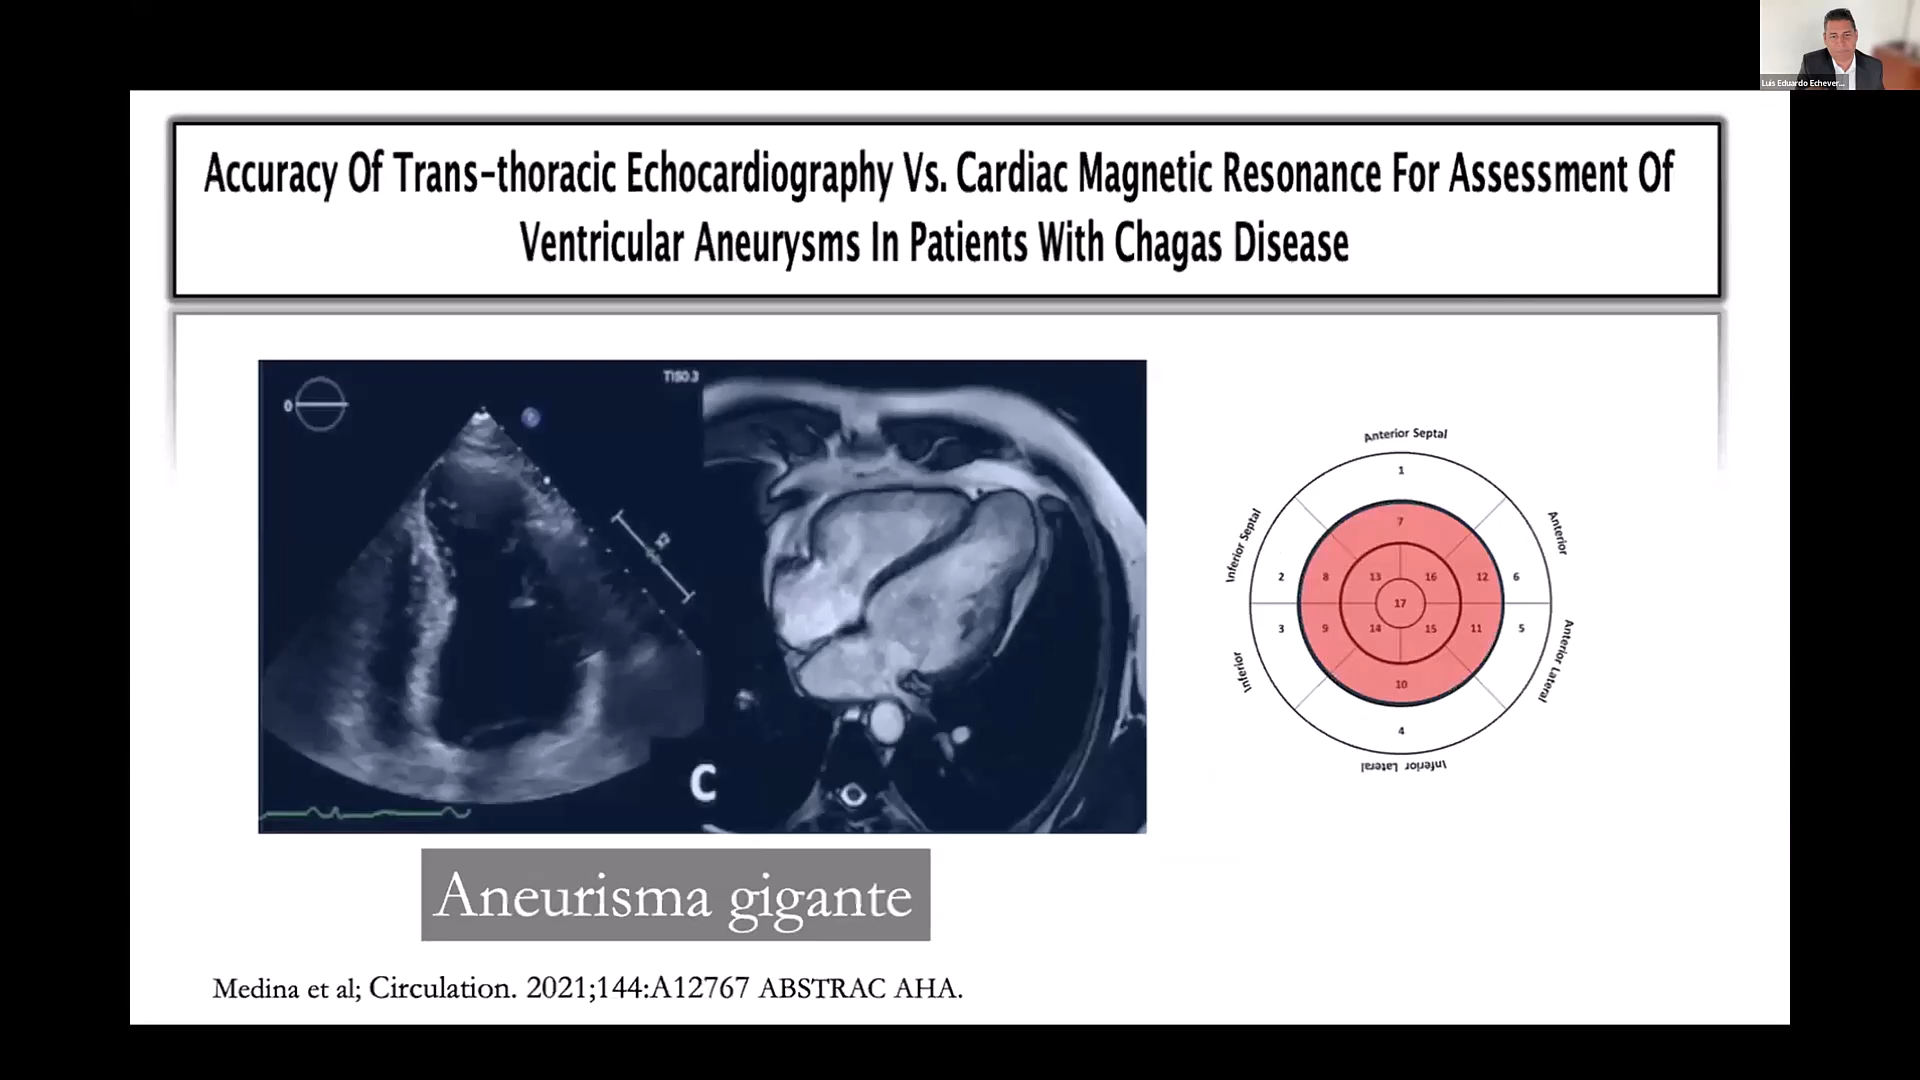 Luis Eduardo Echever...
Accuracy Of Trans-thoracic Echocardiography Vs. Cardiac Magnetic Resonance For Assessment Of
Ventricular Aneurysms In Patients With Chagas Disease
0
TIS0.3
C
Anterior Septal
1
Inferior Septal
Anterior
7
2
8
13
16
12
6
17
3
9
14
15
11
5
Inferior
Anterior Lateral
10
4
Inferior Lateral
Aneurisma gigante
Medina et al; Circulation. 2021;144:A12767 ABSTRAC AHA.